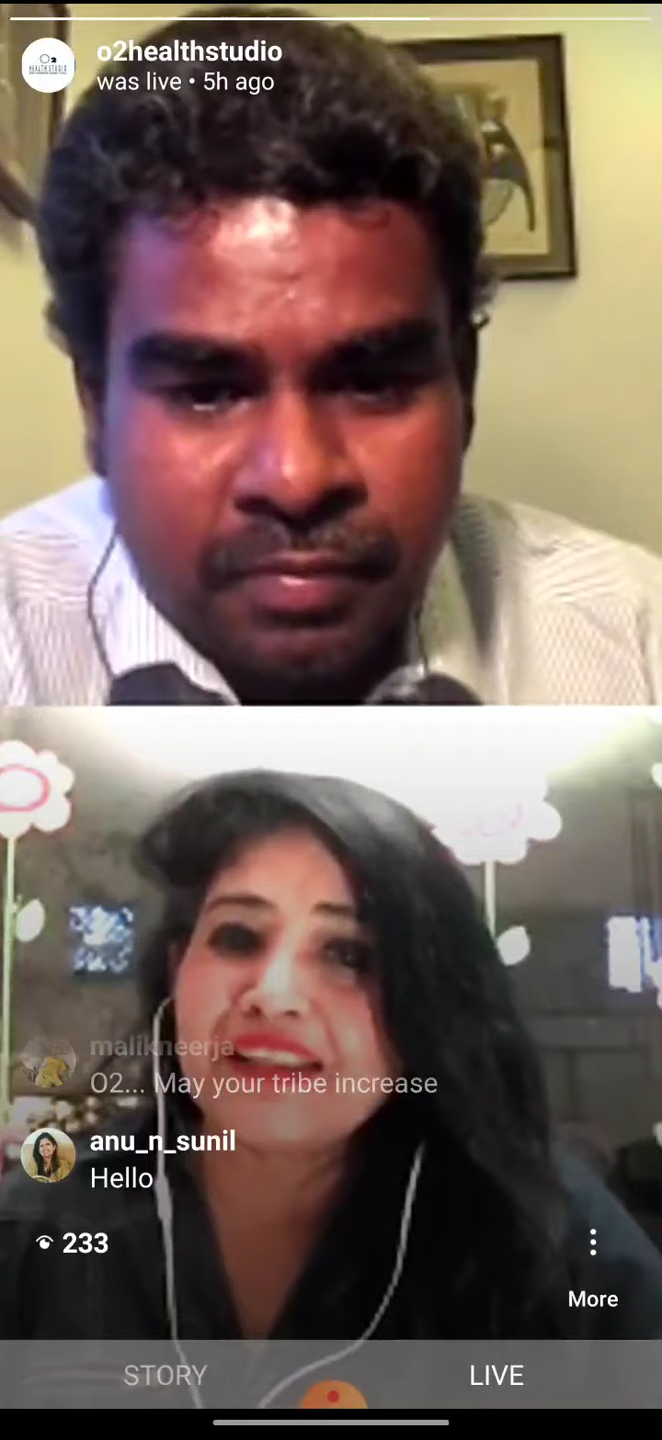 o2healthstudio
was live • 5h ago
malikneerja
O2... May your tribe increase
anu_n_sunil
Hello
233
More
STORY
LIVE